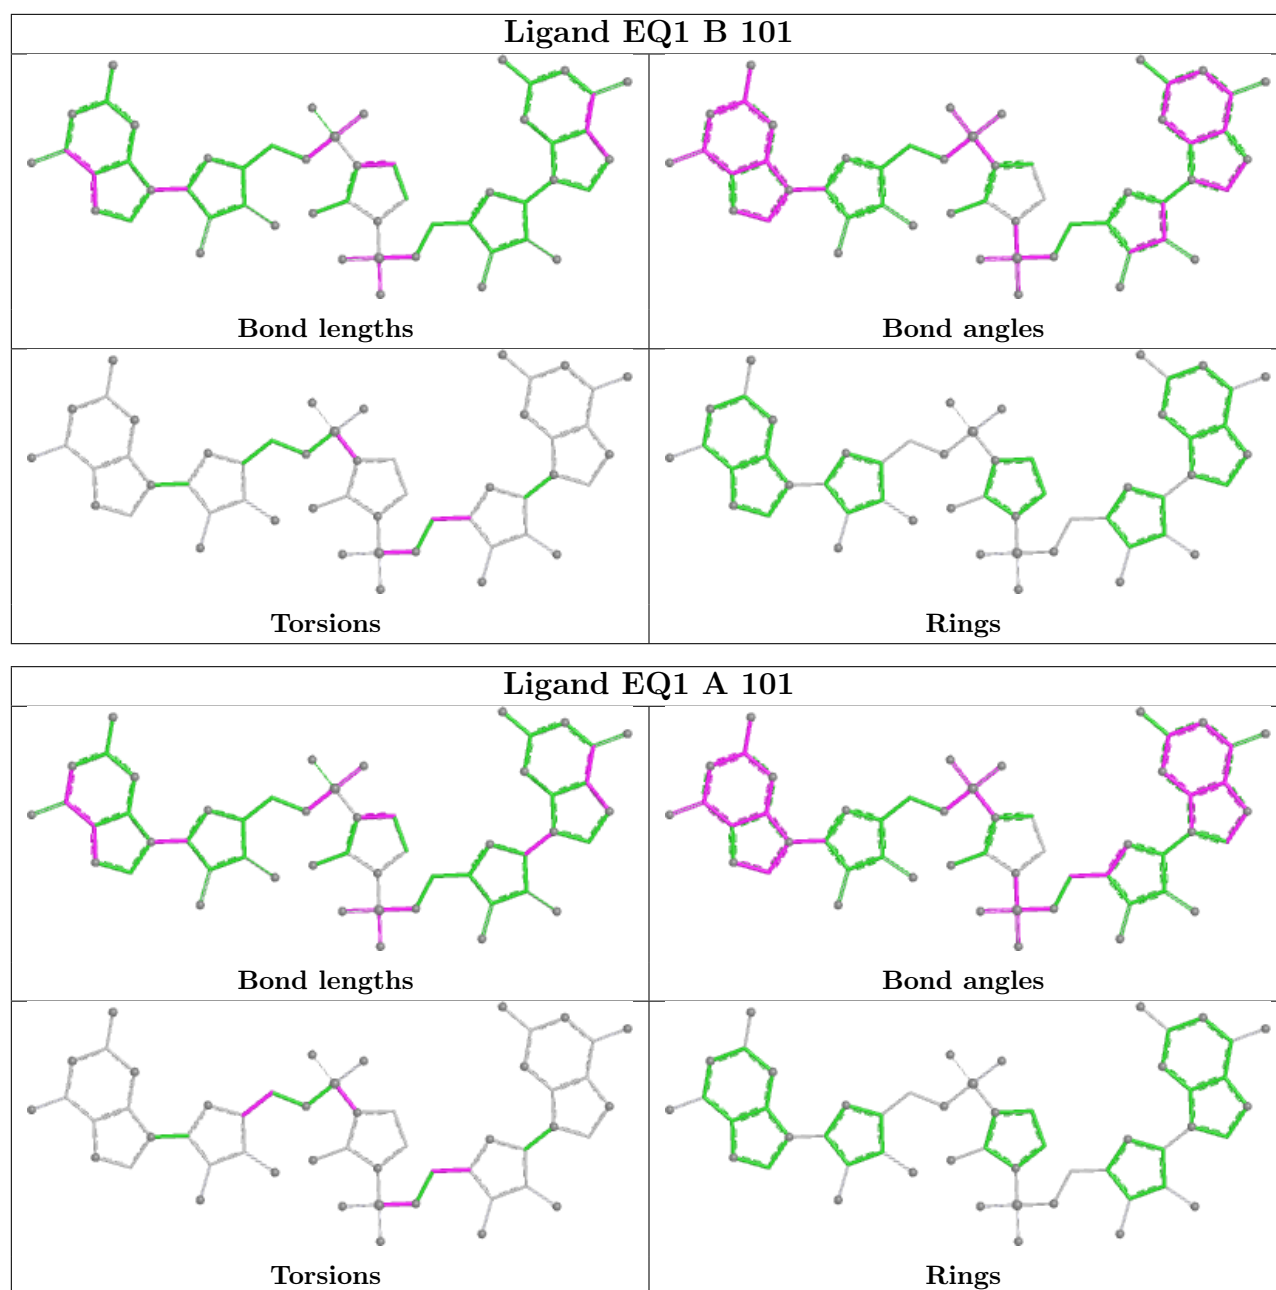 Ligand EQ1 B 101
Bond lengths
Bond angles
Torsions
Rings
Ligand EQ1 A 101
Bond lengths
Bond angles
Torsions
Rings